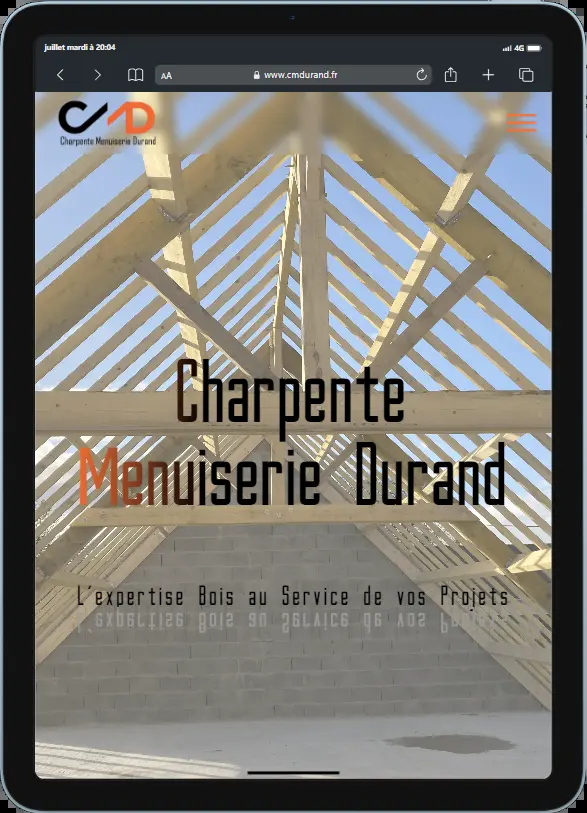 juillet mardi à 20:04
4G
AA
www.cmdurand.fr
CMD
Charpente Menuiserie Durand
Charpente
Menuiserie Durand
L'expertise Bois au Service de vos Projets